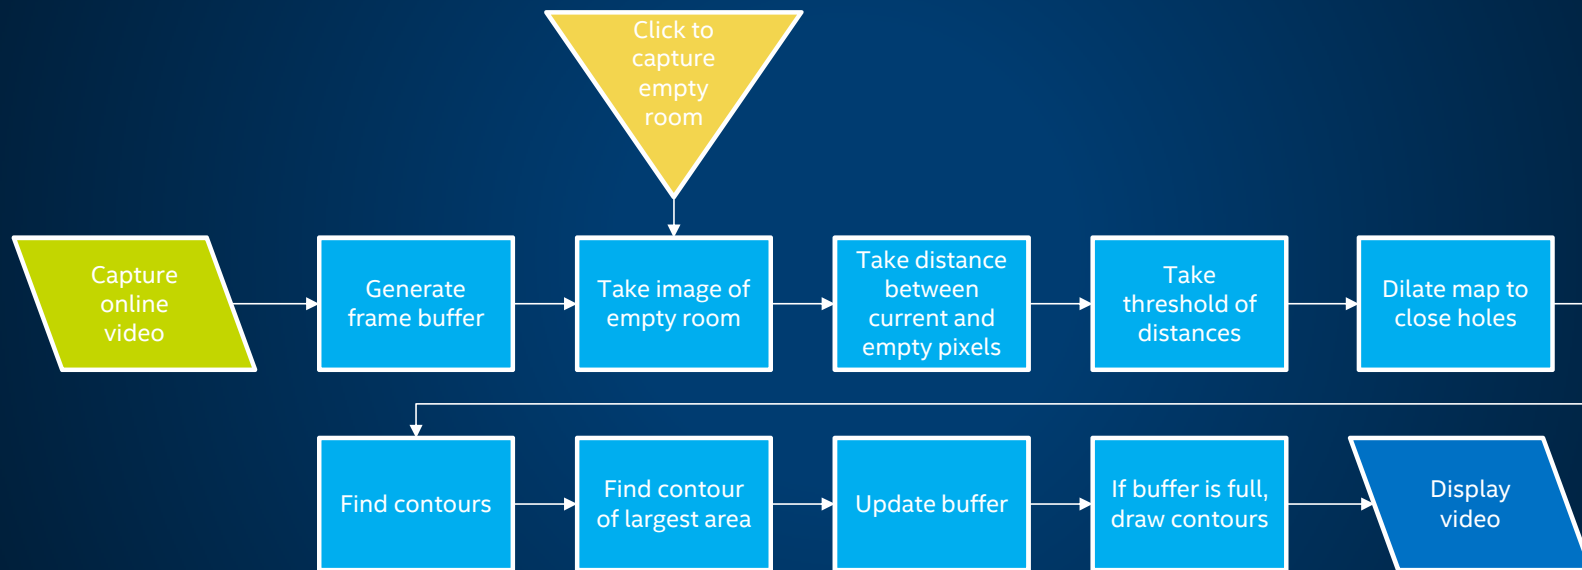 Click to
capture
empty
room
Capture
online
video
Generate
frame buffer
Take image of
empty room
Take distance
between
current and
empty pixels
Take
threshold of
distances
Dilate map to
close holes
Find contours
Find contour
of largest area
Update buffer
If buffer is full,
draw contours
Display
video